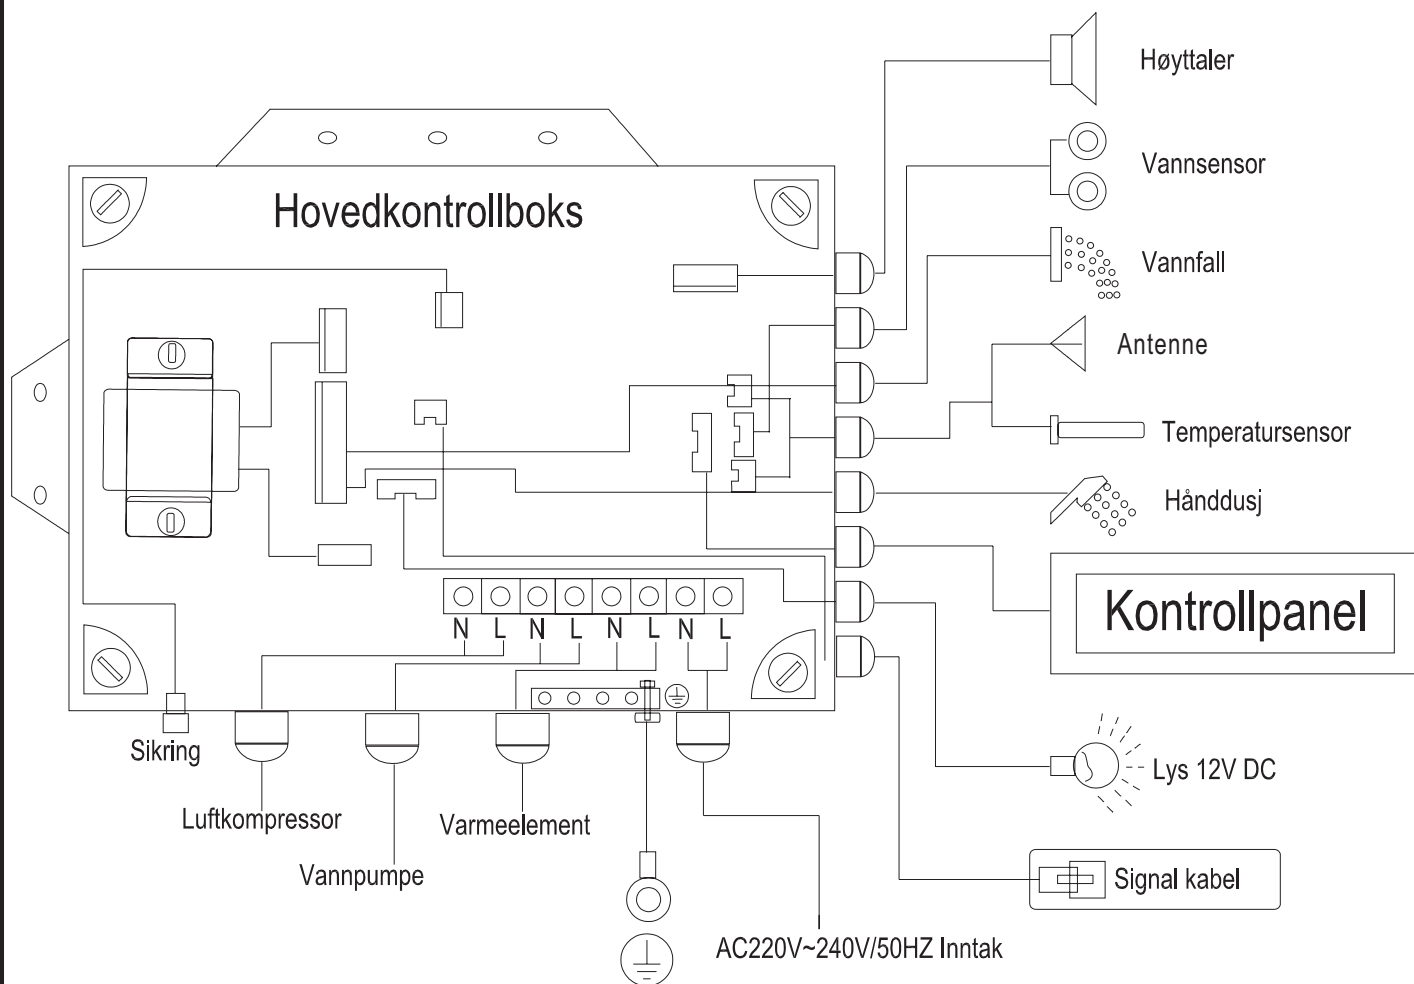 Høyttaler
Hovedkontrollboks
Vannsensor
Vannfall
Antenne
Temperatursensor
Hånddusj
Kontrollpanel
N L N L N L N L
Sikring
Lys 12V DC
Luftkompressor
Varmeelement
Vannpumpe
Signal kabel
AC220V~240V/50HZ Inntak